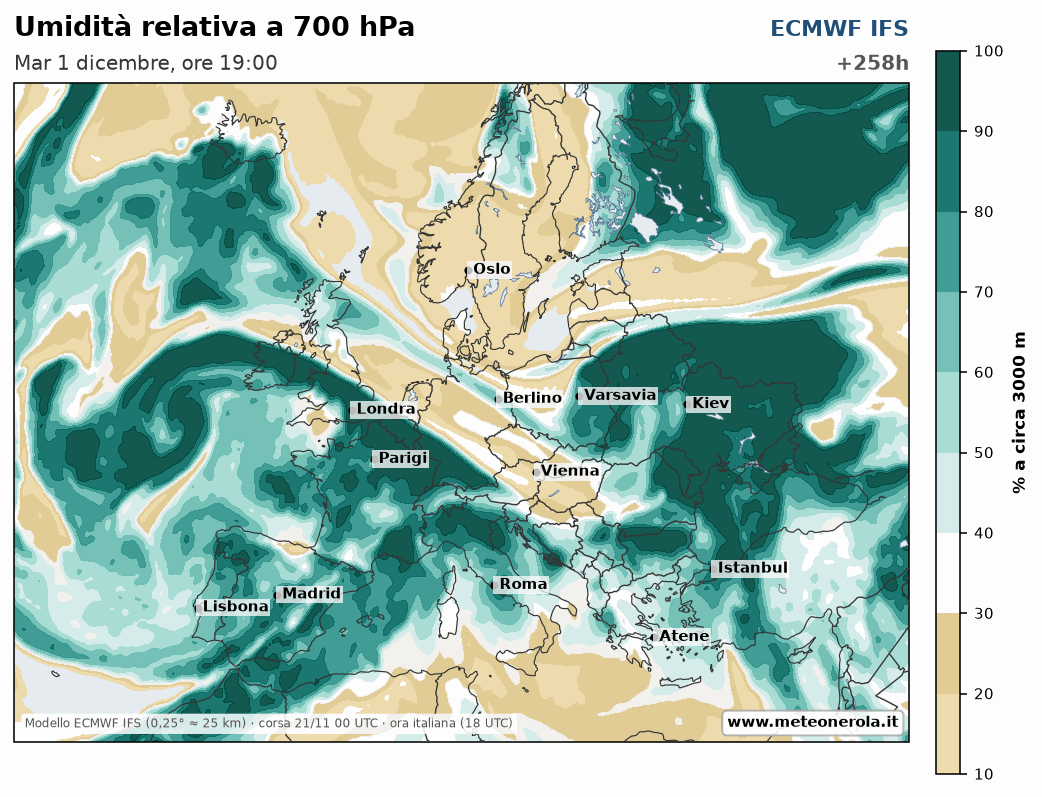 Umidità relativa a 700 hPa
ECMWF IFS
Mar 1 dicembre, ore 19:00
+258h
100
90
80
70
60
50
40
30
20
10
% a circa 3000 m
Oslo
Berlino
Varsavia
Kiev
Londra
Parigi
Vienna
Istanbul
Roma
Madrid
Lisbona
Atene
Modello ECMWF IFS (0,25° ≈ 25 km) · corsa 21/11 00 UTC · ora italiana (18 UTC)
www.meteonerola.it